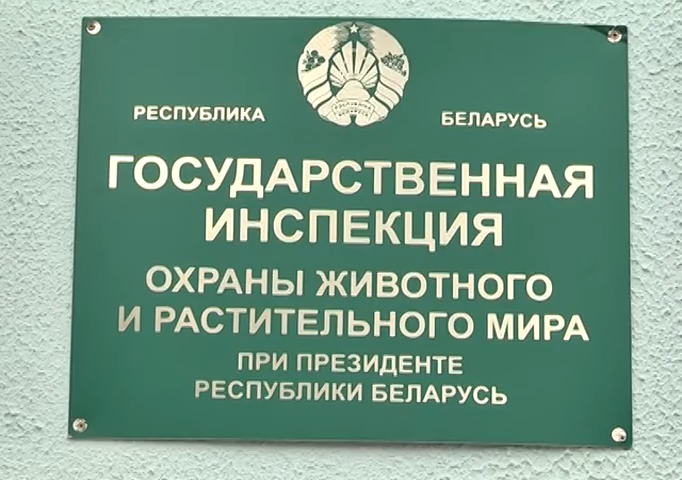 РЕСПУБЛИКА БЕЛАРУСЬ
ГОСУДАРСТВЕННАЯ
ИНСПЕКЦИЯ
ОХРАНЫ ЖИВОТНОГО
И РАСТИТЕЛЬНОГО МИРА
ПРИ ПРЕЗИДЕНТЕ
РЕСПУБЛИКИ БЕЛАРУСЬ